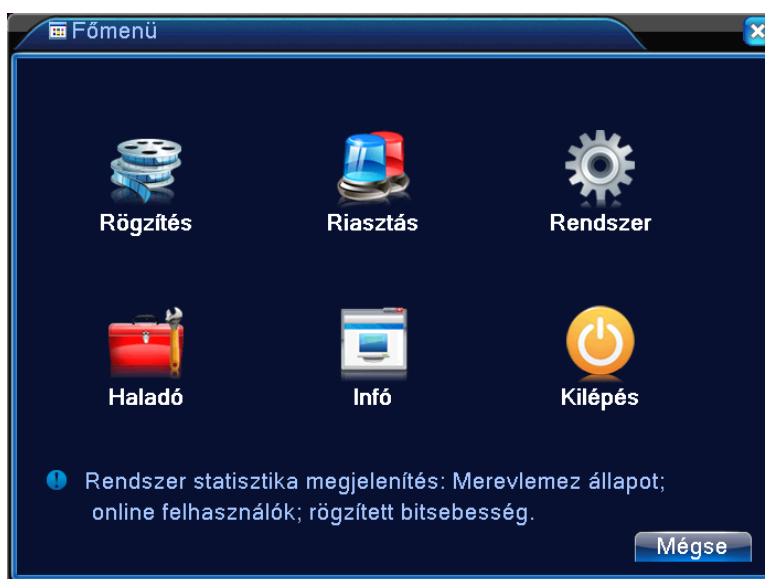 Főmenü
Rögzítés
Riasztás
Rendszer
Haladó
Infó
Kilépés
Rendszer statisztika megjelenítés: Merevlemez állapot;
online felhasználók; rögzített bitsebesség.
Mégse